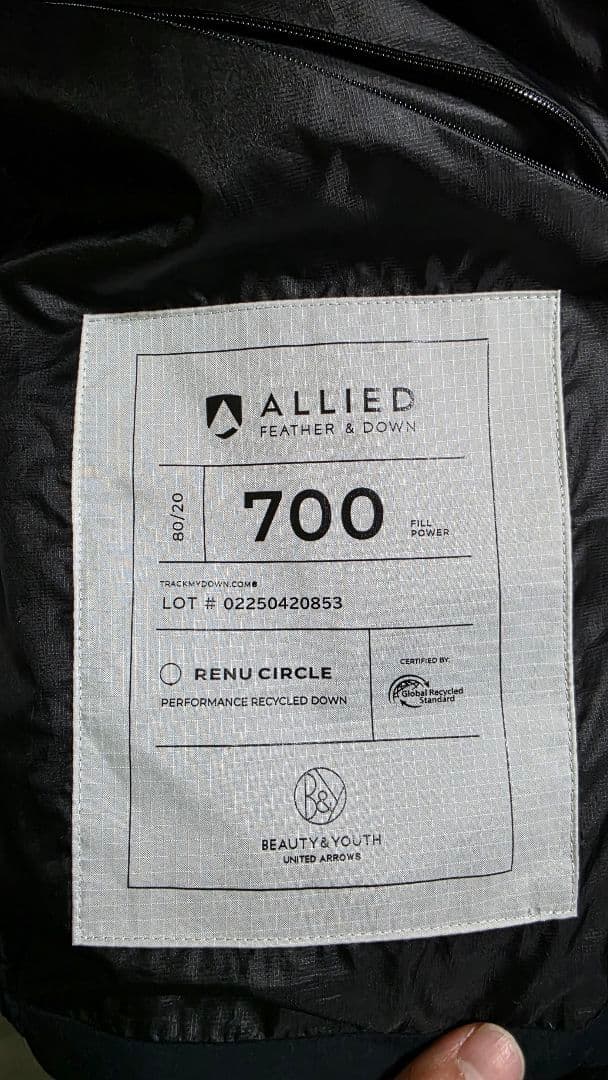 ALLIED
FEATHER & DOWN
80/20
700
FILL
POWER
TRACKMYDOWN.COM®
LOT # 02250420853
RENU CIRCLE
PERFORMANCE RECYCLED DOWN
CERTIFIED BY:
Global Recycled
Standard
B&Y
BEAUTY&YOUTH
UNITED ARROWS